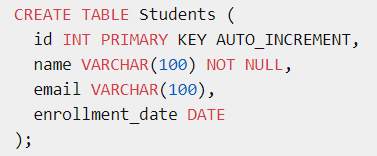 CREATE TABLE Students (
  id INT PRIMARY KEY AUTO_INCREMENT,
  name VARCHAR(100) NOT NULL,
  email VARCHAR(100),
  enrollment_date DATE
);